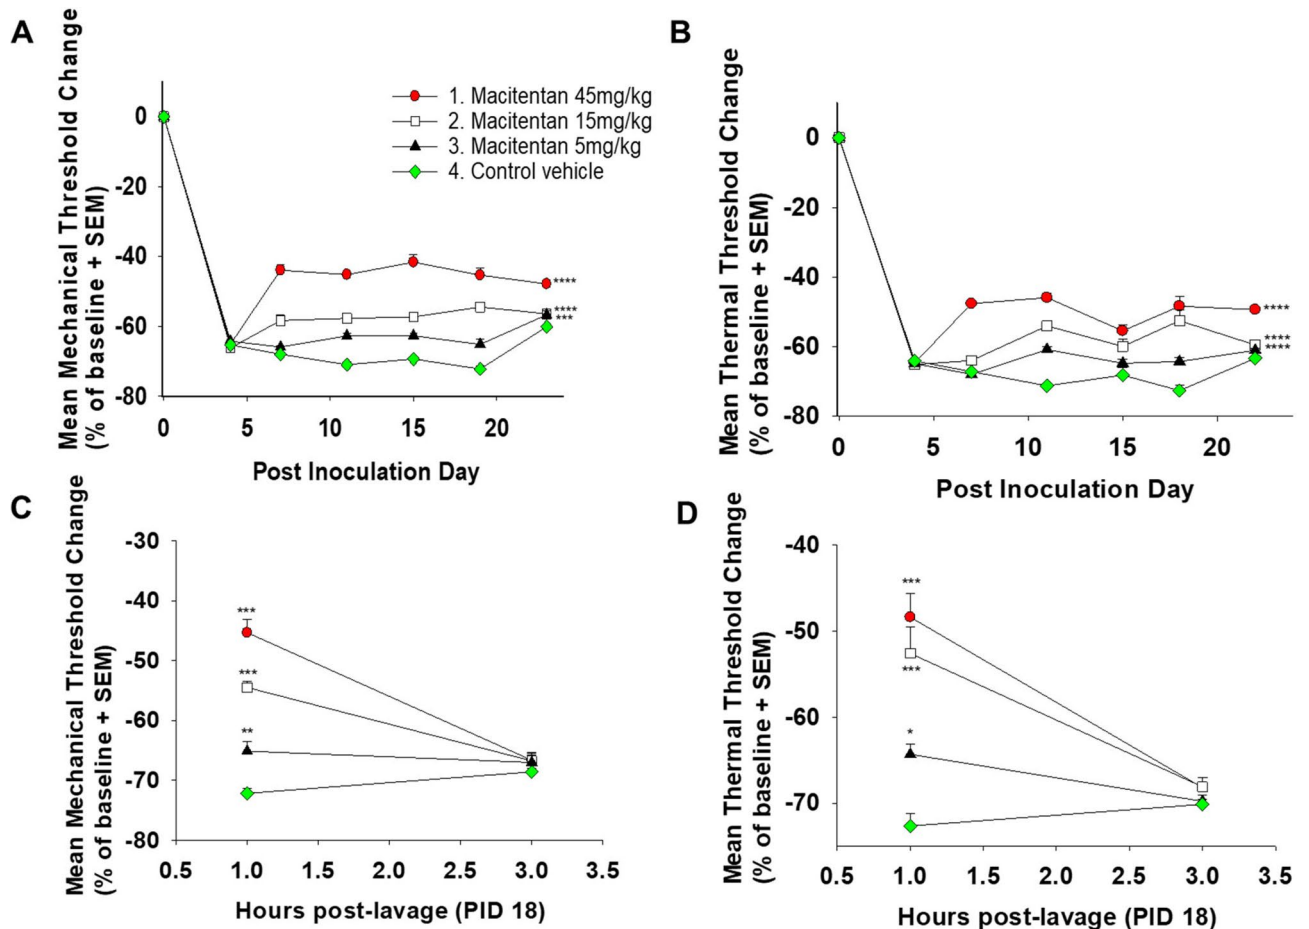 A
Mean Mechanical Threshold Change
(% of baseline + SEM)
0
-20
-40
-60
-80
1. Macitentan 45mg/kg
2. Macitentan 15mg/kg
3. Macitentan 5mg/kg
4. Control vehicle
****
****
***
0 5 10 15 20
Post Inoculation Day
B
Mean Thermal Threshold Change
(% of baseline + SEM)
0
-20
-40
-60
-80
****
****
****
0 5 10 15 20
Post Inoculation Day
C
Mean Mechanical Threshold Change
(% of baseline + SEM)
-30
-40
-50
-60
-70
-80
***
***
**
0.5 1.0 1.5 2.0 2.5 3.0 3.5
Hours post-lavage (PID 18)
D
Mean Thermal Threshold Change
(% of baseline + SEM)
-40
-50
-60
-70
***
***
*
0.5 1.0 1.5 2.0 2.5 3.0 3.5
Hours post-lavage (PID 18)